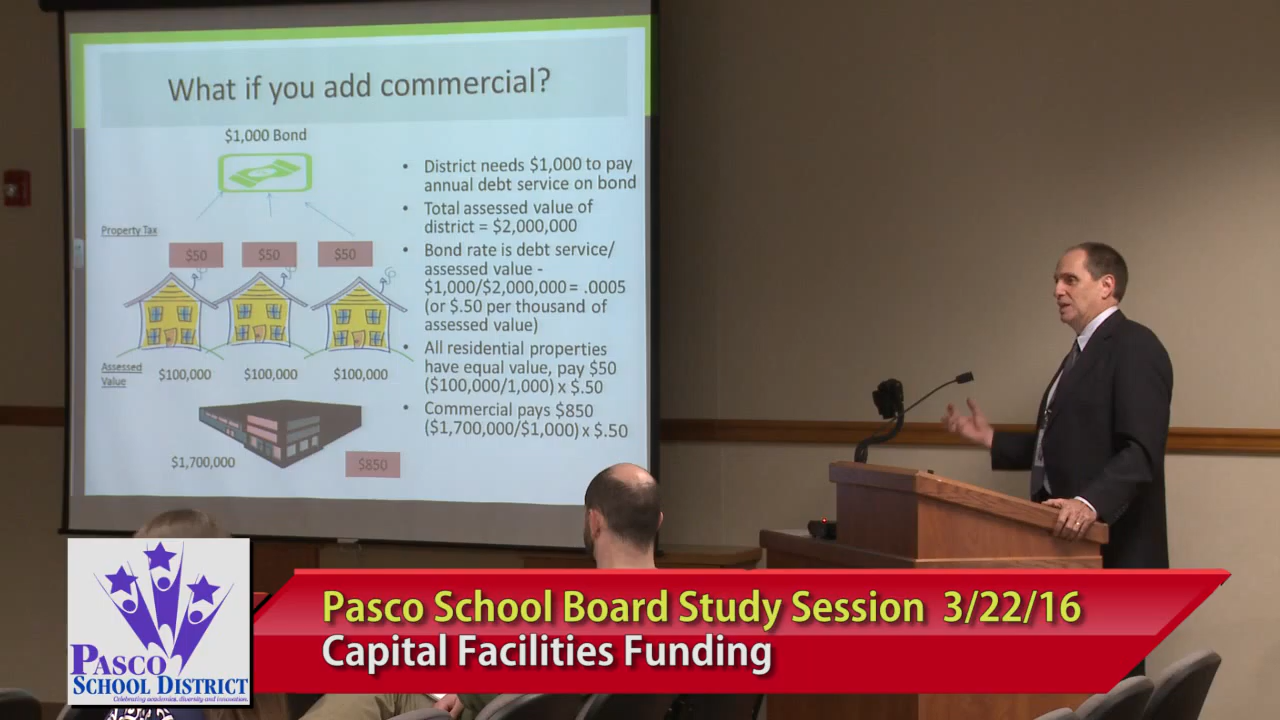 What if you add commercial?
$1,000 Bond
Property Tax
$50
$50
$50
Assessed
Value
$100,000
$100,000
$100,000
$1,700,000
$850
• District needs $1,000 to pay
annual debt service on bond
• Total assessed value of
district = $2,000,000
• Bond rate is debt service/
assessed value -
$1,000/$2,000,000 = .0005
(or $.50 per thousand of
assessed value)
• All residential properties
have equal value, pay $50
($100,000/1,000) x $.50
• Commercial pays $850
($1,700,000/$1,000) x $.50
Pasco School Board Study Session 3/22/16
Capital Facilities Funding
PASCO
SCHOOL DISTRICT
Celebrating academics, diversity and innovation.